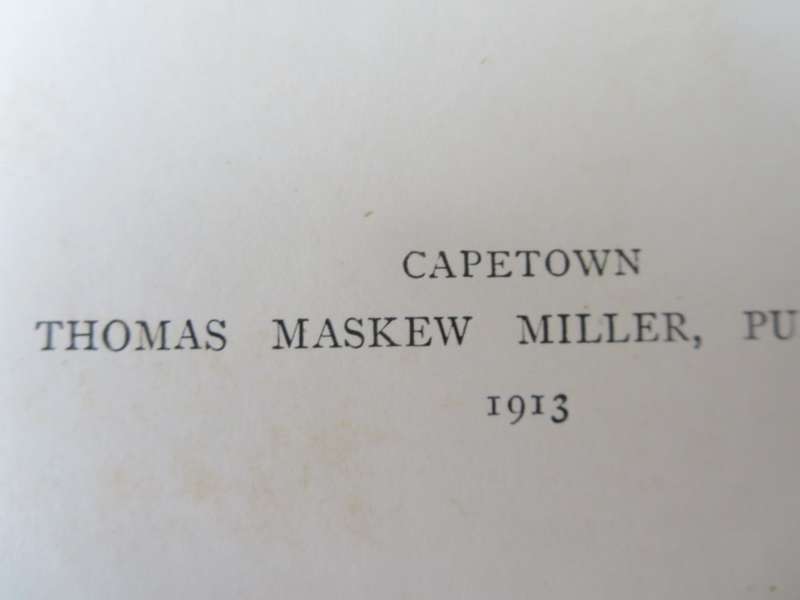 CAPETOWN
THOMAS MASKEW MILLER, PU
1913